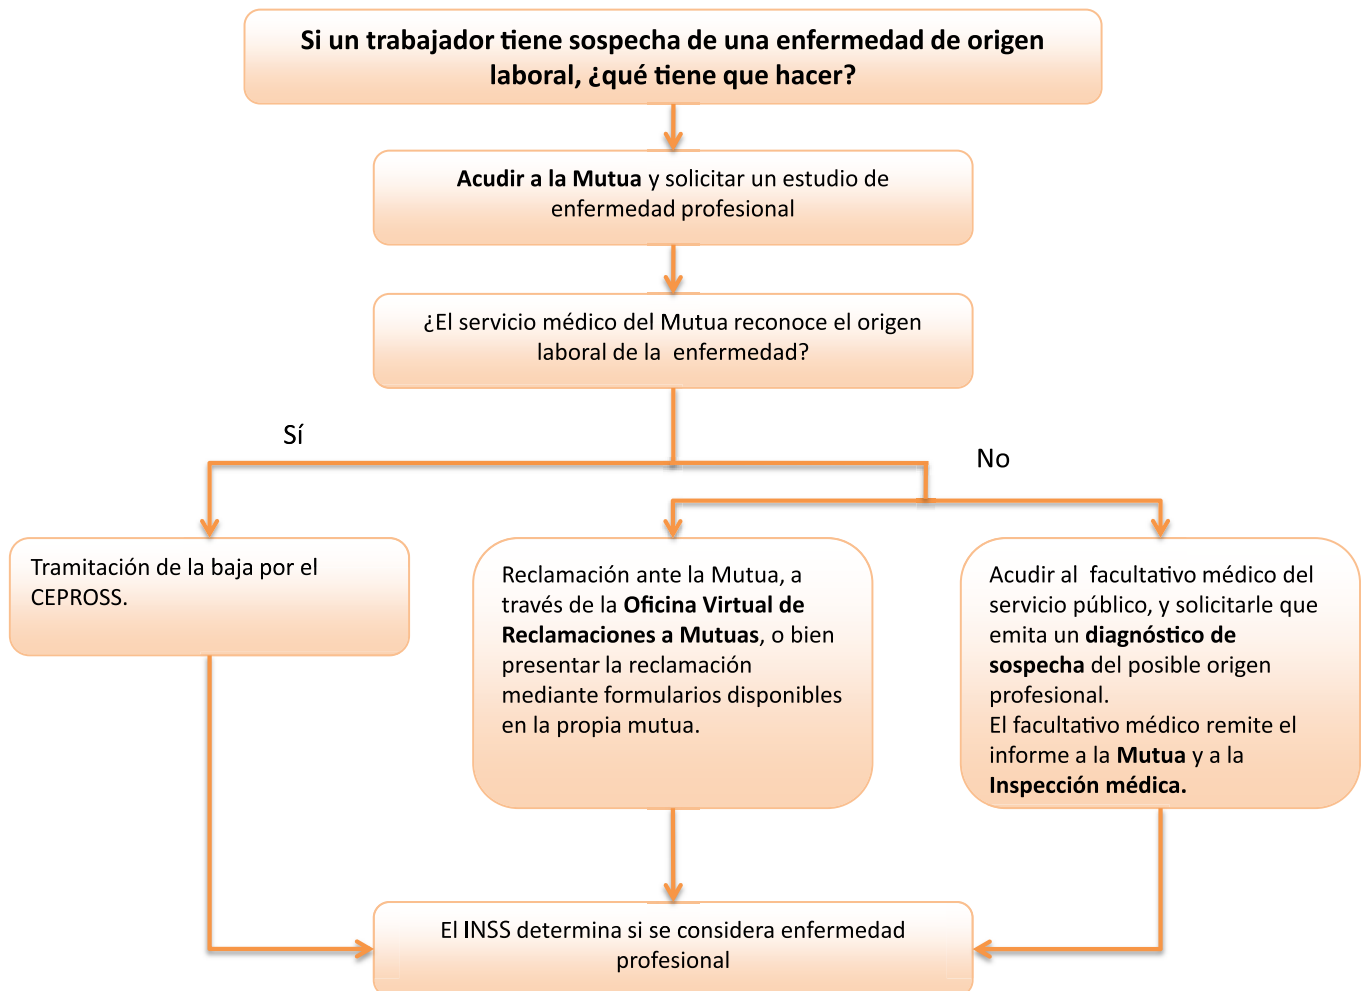 Si un trabajador tiene sospecha de una enfermedad de origen
laboral, ¿qué tiene que hacer?
Acudir a la Mutua y solicitar un estudio de
enfermedad profesional
¿El servicio médico del Mutua reconoce el origen
laboral de la enfermedad?
Sí
No
Tramitación de la baja por el
CEPROSS.
Reclamación ante la Mutua, a
través de la Oficina Virtual de
Reclamaciones a Mutuas, o bien
presentar la reclamación
mediante formularios disponibles
en la propia mutua.
Acudir al facultativo médico del
servicio público, y solicitarle que
emita un diagnóstico de
sospecha del posible origen
profesional.
El facultativo médico remite el
informe a la Mutua y a la
Inspección médica.
El INSS determina si se considera enfermedad
profesional